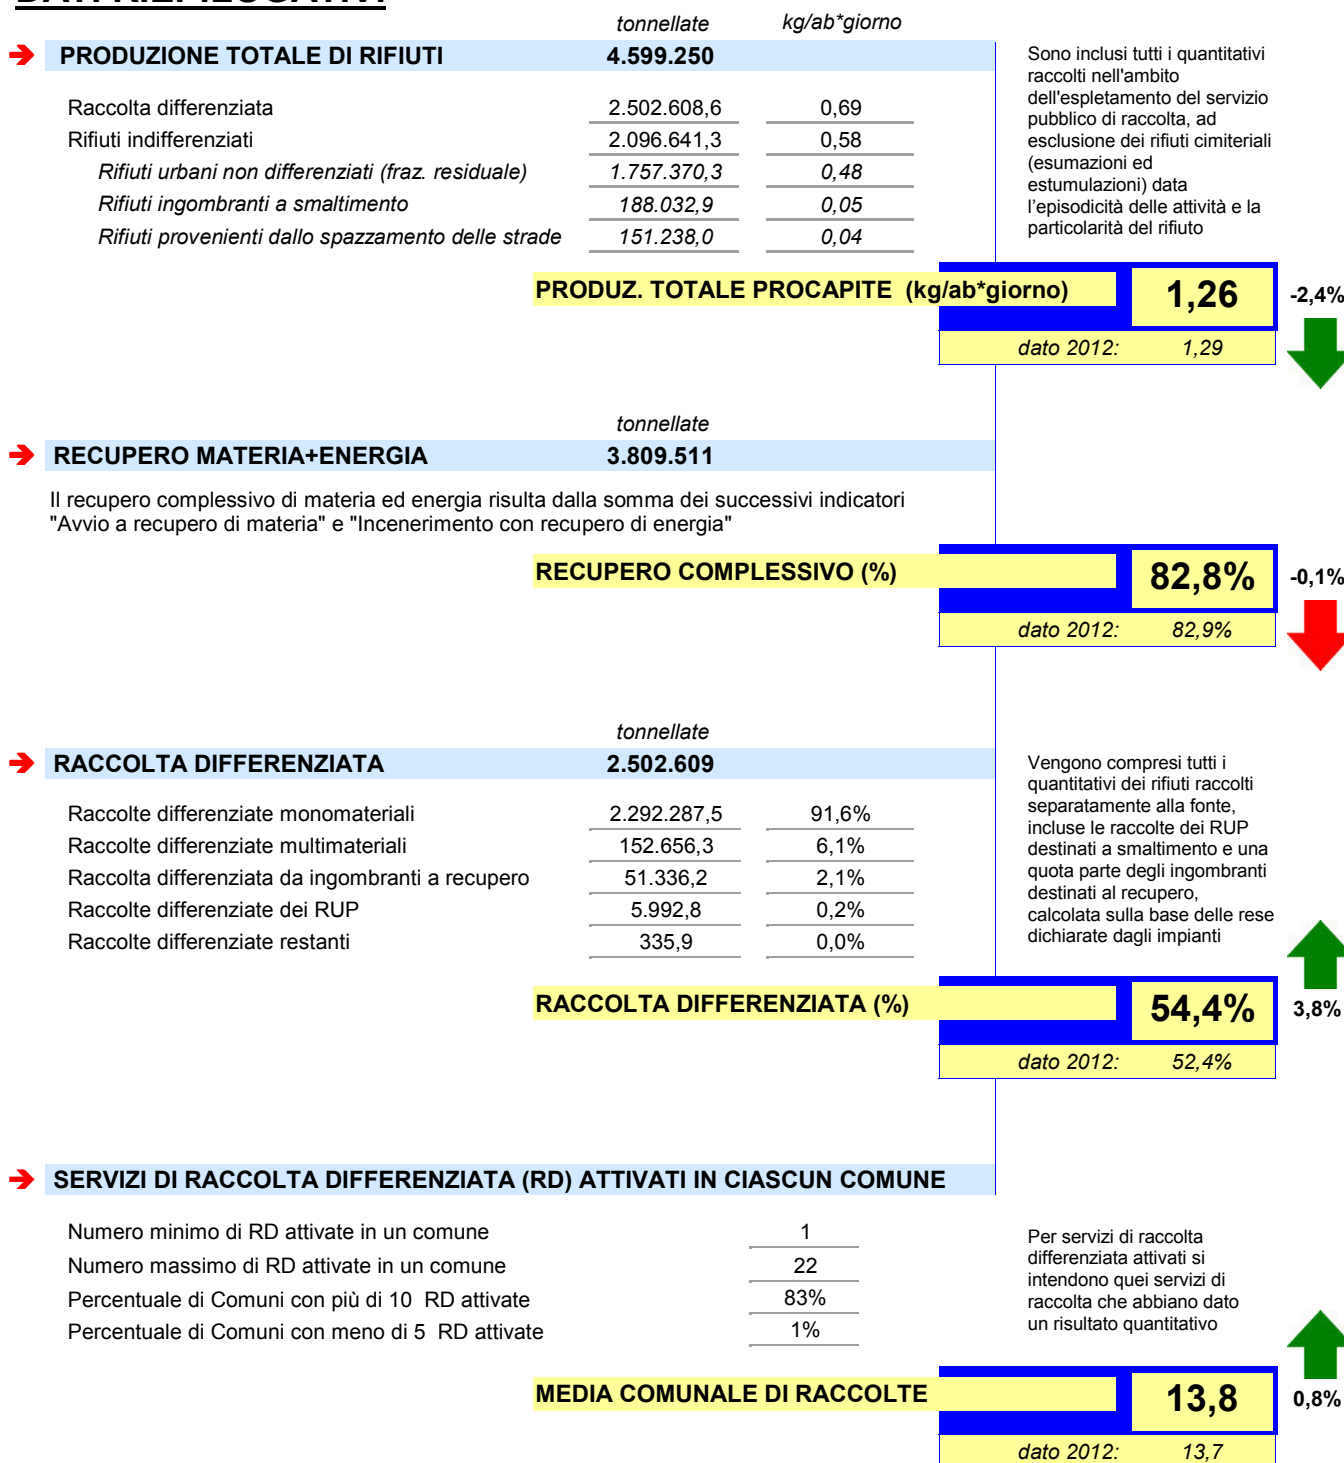 DATI RIEPILOGATIVI
tonnellate kg/ab*giorno
PRODUZIONE TOTALE DI RIFIUTI 4.599.250
Raccolta differenziata 2.502.608,6 0,69
Rifiuti indifferenziati 2.096.641,3 0,58
Rifiuti urbani non differenziati (fraz. residuale) 1.757.370,3 0,48
Rifiuti ingombranti a smaltimento 188.032,9 0,05
Rifiuti provenienti dallo spazzamento delle strade 151.238,0 0,04
Sono inclusi tutti i quantitativi
raccolti nell'ambito
dell'espletamento del servizio
pubblico di raccolta, ad
esclusione dei rifiuti cimiteriali
(esumazioni ed
estumulazioni) data
l'episodicità delle attività e la
particolarità del rifiuto
PRODUZ. TOTALE PROCAPITE (kg/ab*giorno) 1,26 -2,4%
dato 2012: 1,29
tonnellate
RECUPERO MATERIA+ENERGIA 3.809.511
Il recupero complessivo di materia ed energia risulta dalla somma dei successivi indicatori
"Avvio a recupero di materia" e "Incenerimento con recupero di energia"
RECUPERO COMPLESSIVO (%) 82,8% -0,1%
dato 2012: 82,9%
tonnellate
RACCOLTA DIFFERENZIATA 2.502.609
Raccolte differenziate monomateriali 2.292.287,5 91,6%
Raccolte differenziate multimateriali 152.656,3 6,1%
Raccolta differenziata da ingombranti a recupero 51.336,2 2,1%
Raccolte differenziate dei RUP 5.992,8 0,2%
Raccolte differenziate restanti 335,9 0,0%
Vengono compresi tutti i
quantitativi dei rifiuti raccolti
separatamente alla fonte,
incluse le raccolte dei RUP
destinati a smaltimento e una
quota parte degli ingombranti
destinati al recupero,
calcolata sulla base delle rese
dichiarate dagli impianti
RACCOLTA DIFFERENZIATA (%) 54,4% 3,8%
dato 2012: 52,4%
SERVIZI DI RACCOLTA DIFFERENZIATA (RD) ATTIVATI IN CIASCUN COMUNE
Numero minimo di RD attivate in un comune 1
Numero massimo di RD attivate in un comune 22
Percentuale di Comuni con più di 10 RD attivate 83%
Percentuale di Comuni con meno di 5 RD attivate 1%
Per servizi di raccolta
differenziata attivati si
intendono quei servizi di
raccolta che abbiano dato
un risultato quantitativo
MEDIA COMUNALE DI RACCOLTE 13,8 0,8%
dato 2012: 13,7